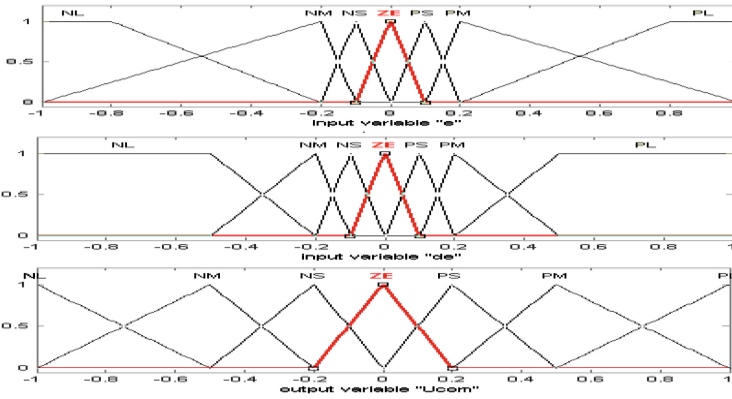 NL NM NS ZE PS PM PL
1
0.5
0
-1 -0.8 -0.6 -0.4 -0.2 0 0.2 0.4 0.6 0.8 1
input variable "e"
NL NM NS ZE PS PM PL
1
0.5
0
-1 -0.8 -0.6 -0.4 -0.2 0 0.2 0.4 0.6 0.8 1
input variable "de"
NL NM NS ZE PS PM
1
0.5
0
-1 -0.8 -0.6 -0.4 -0.2 0 0.2 0.4 0.6 0.8 1
output variable "Ucom"